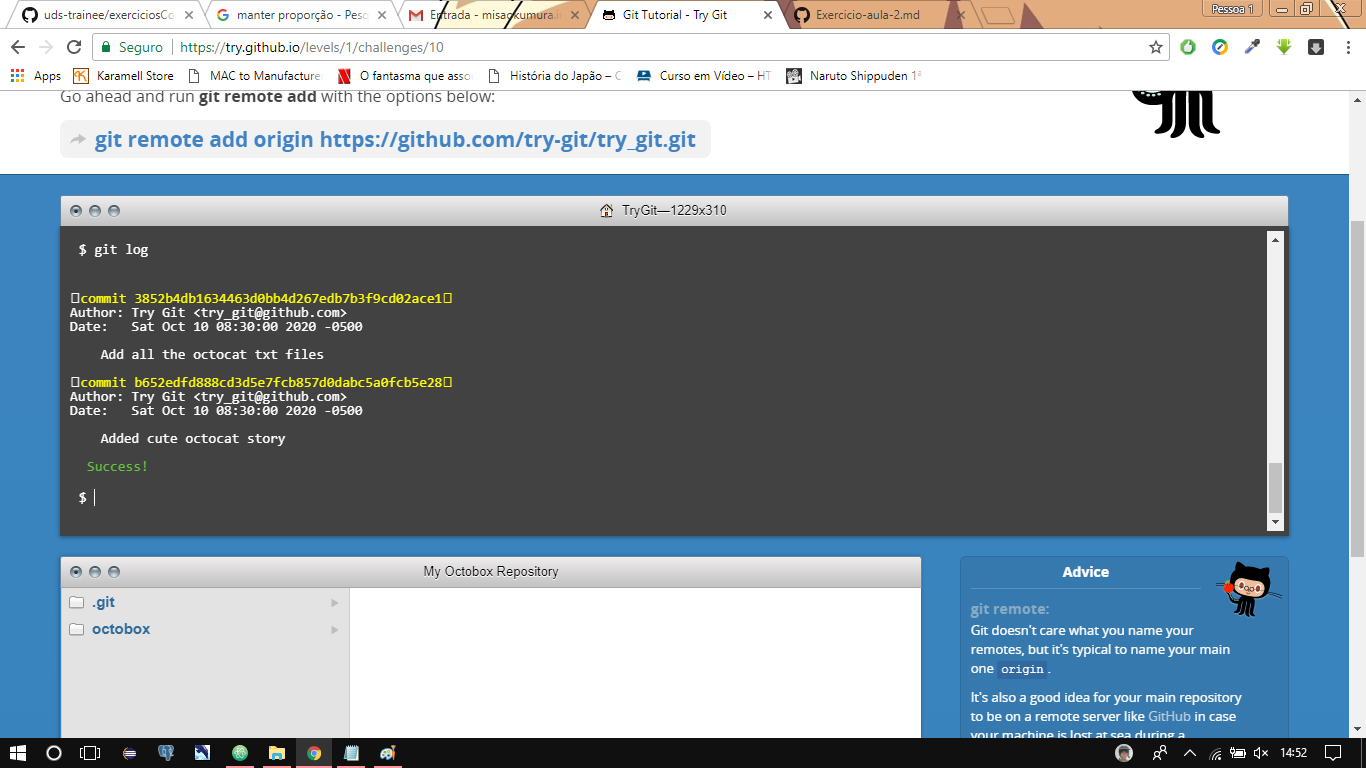 uds-trainee/exerciciosCo
manter proporção - Pesq
Entrada - misaokumura.
Git Tutorial - Try Git
Exercicio-aula-2.md
Pessoa 1
Seguro
https://try.github.io/levels/1/challenges/10
Apps
Karamell Store
MAC to Manufacture
O fantasma que asso
História do Japão – C
Curso em Vídeo – HT
Naruto Shippuden 1ª
Go ahead and run git remote add with the options below:
git remote add origin https://github.com/try-git/try_git.git
TryGit—1229x310
$ git log
commit 3852b4db1634463d0bb4d267edb7b3f9cd02ace1
Author: Try Git <try_git@github.com>
Date:   Sat Oct 10 08:30:00 2020 -0500
Add all the octocat txt files
commit b652edfd888cd3d5e7fcb857d0dabc5a0fcb5e28
Author: Try Git <try_git@github.com>
Date:   Sat Oct 10 08:30:00 2020 -0500
Added cute octocat story
Success!
$
My Octobox Repository
.git
octobox
Advice
git remote:
Git doesn't care what you name your
remotes, but it's typical to name your main
one origin.
It's also a good idea for your main repository
to be on a remote server like GitHub in case
your machine is lost at sea during a
14:52